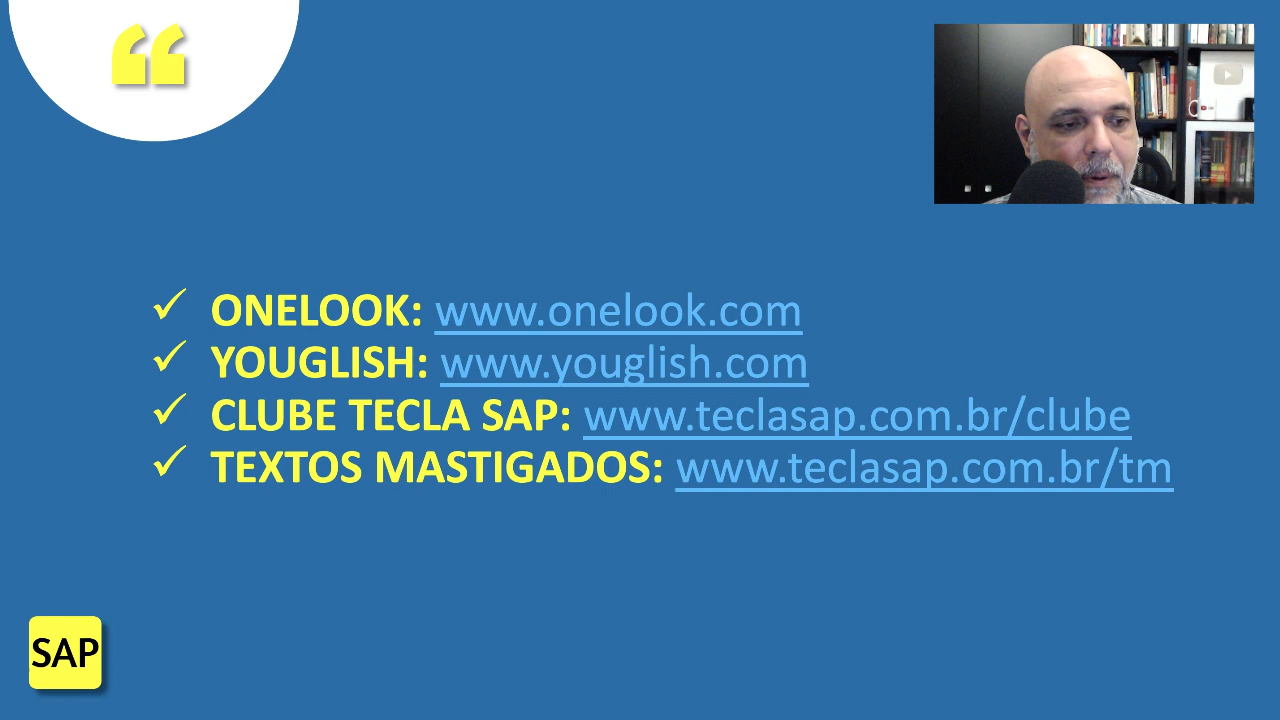 ONELOOK: www.onelook.com
YOUGLISH: www.youglish.com
CLUBE TECLA SAP: www.teclasap.com.br/clube
TEXTOS MASTIGADOS: www.teclasap.com.br/tm
SAP